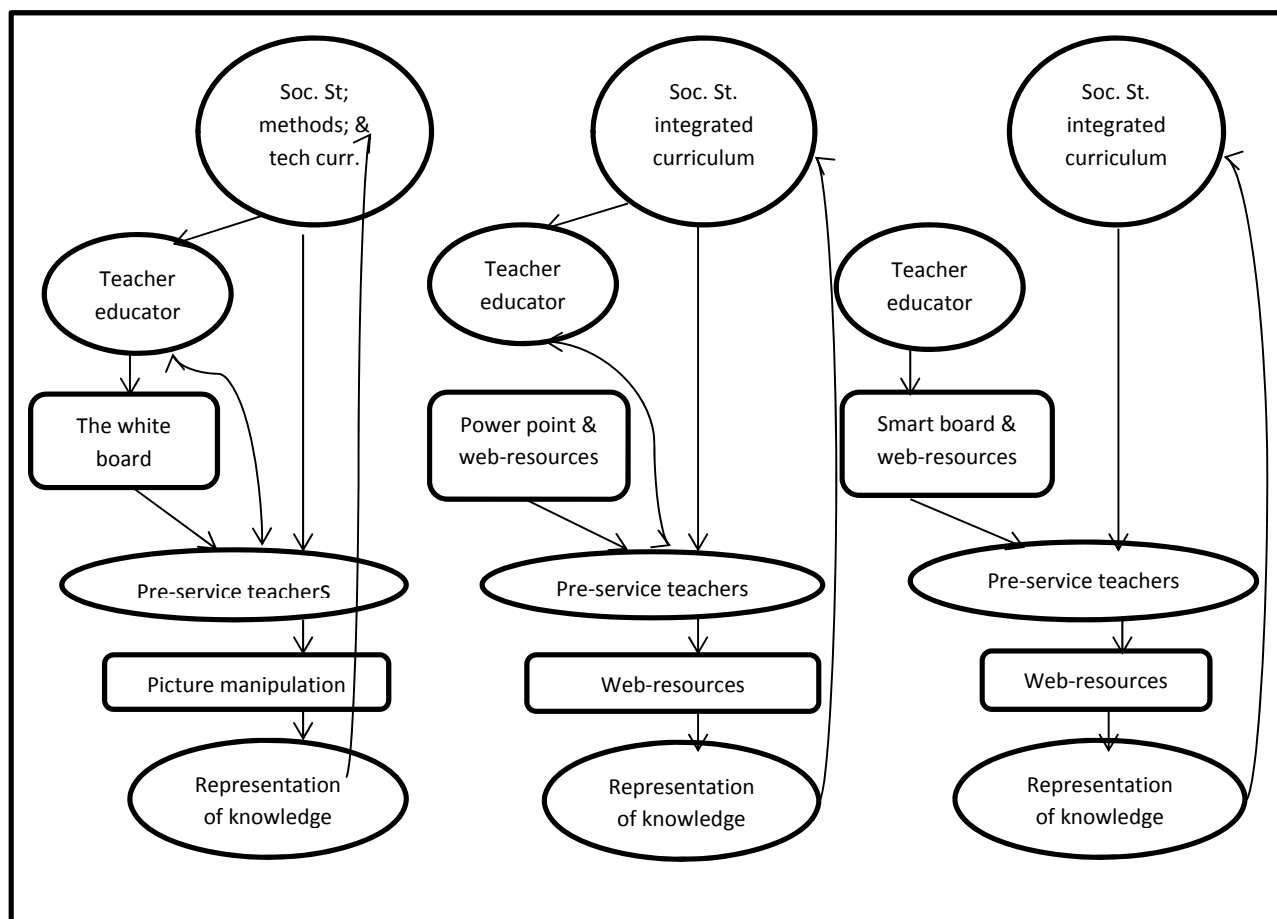 Soc. St;
methods; &
tech curr.
Teacher
educator
The white
board
Pre-service teachers
Picture manipulation
Representation
of knowledge
Soc. St.
integrated
curriculum
Teacher
educator
Power point &
web-resources
Pre-service teachers
Web-resources
Representation
of knowledge
Soc. St.
integrated
curriculum
Teacher
educator
Smart board &
web-resources
Pre-service teachers
Web-resources
Representation
of knowledge